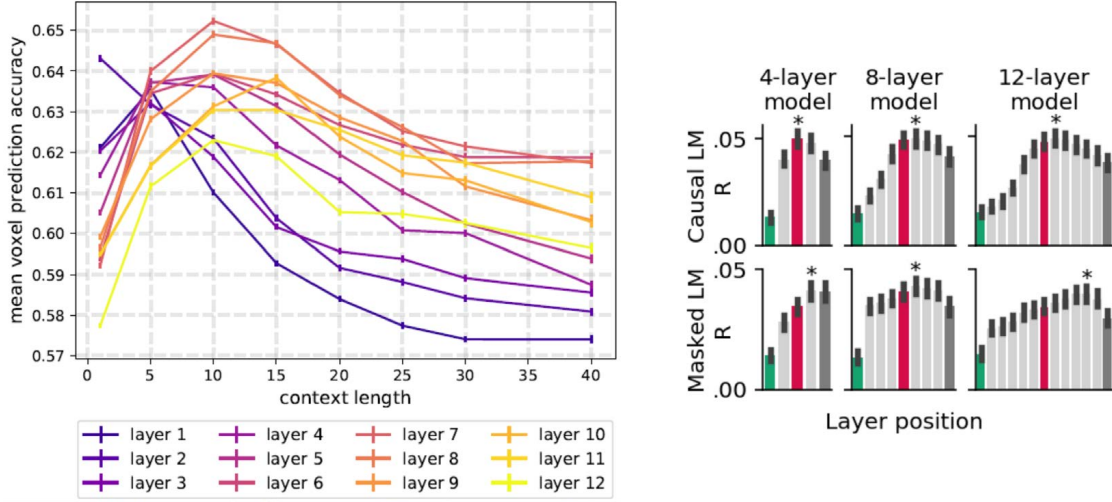 mean voxel prediction accuracy
0.65
0.64
0.63
0.62
0.61
0.60
0.59
0.58
0.57
0 5 10 15 20 25 30 40
context length
layer 1 layer 4 layer 7 layer 10
layer 2 layer 5 layer 8 layer 11
layer 3 layer 6 layer 9 layer 12
4-layer 8-layer 12-layer
model model model
* * *
Causal LM
R
.05
.00
* * *
Masked LM
R
.05
.00
Layer position